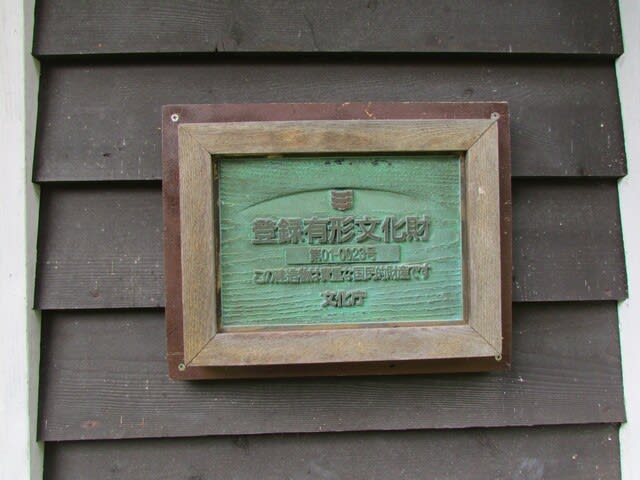 登録有形文化財
第01-0023号
この建造物は貴重な国民的財産です
文化庁